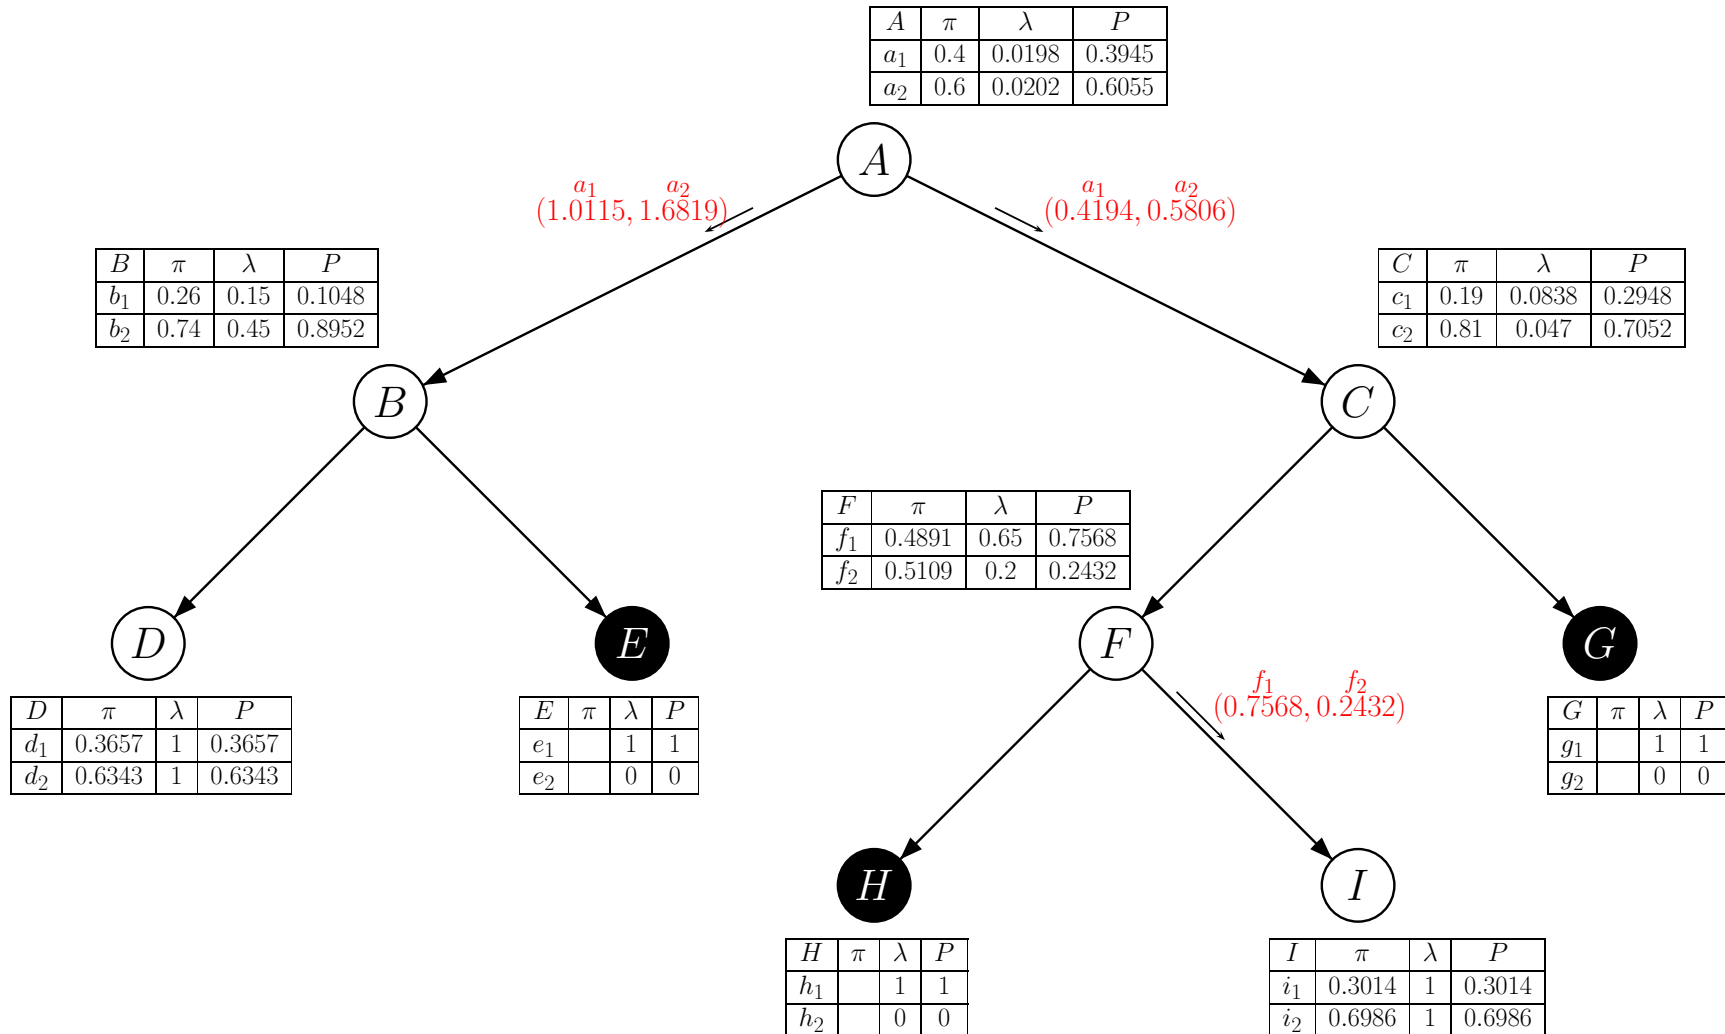 A π λ P
a1 0.4 0.0198 0.3945
a2 0.6 0.0202 0.6055
A
a1 a2
(1.0115, 1.6819)
a1 a2
(0.4194, 0.5806)
B π λ P
b1 0.26 0.15 0.1048
b2 0.74 0.45 0.8952
C π λ P
c1 0.19 0.0838 0.2948
c2 0.81 0.047 0.7052
B
C
F π λ P
f1 0.4891 0.65 0.7568
f2 0.5109 0.2 0.2432
D
E
F
G
f1 f2
(0.7568, 0.2432)
D π λ P
d1 0.3657 1 0.3657
d2 0.6343 1 0.6343
E π λ P
e1 1 1
e2 0 0
G π λ P
g1 1 1
g2 0 0
H
I
H π λ P
h1 1 1
h2 0 0
I π λ P
i1 0.3014 1 0.3014
i2 0.6986 1 0.6986